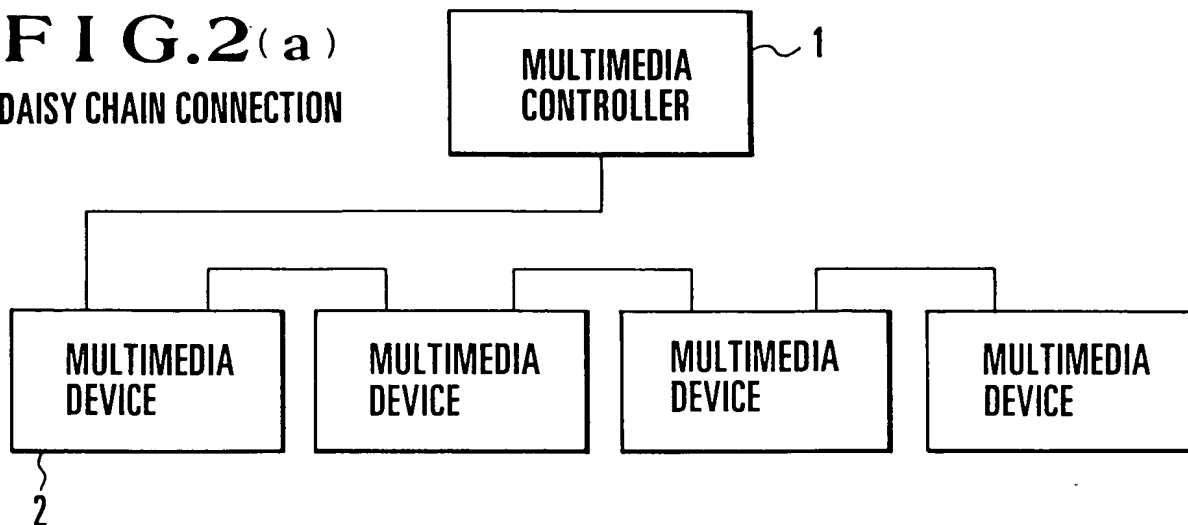 FIG.2(a)
DAISY CHAIN CONNECTION
MULTIMEDIA
CONTROLLER
1
MULTIMEDIA
DEVICE
MULTIMEDIA
DEVICE
MULTIMEDIA
DEVICE
MULTIMEDIA
DEVICE
2